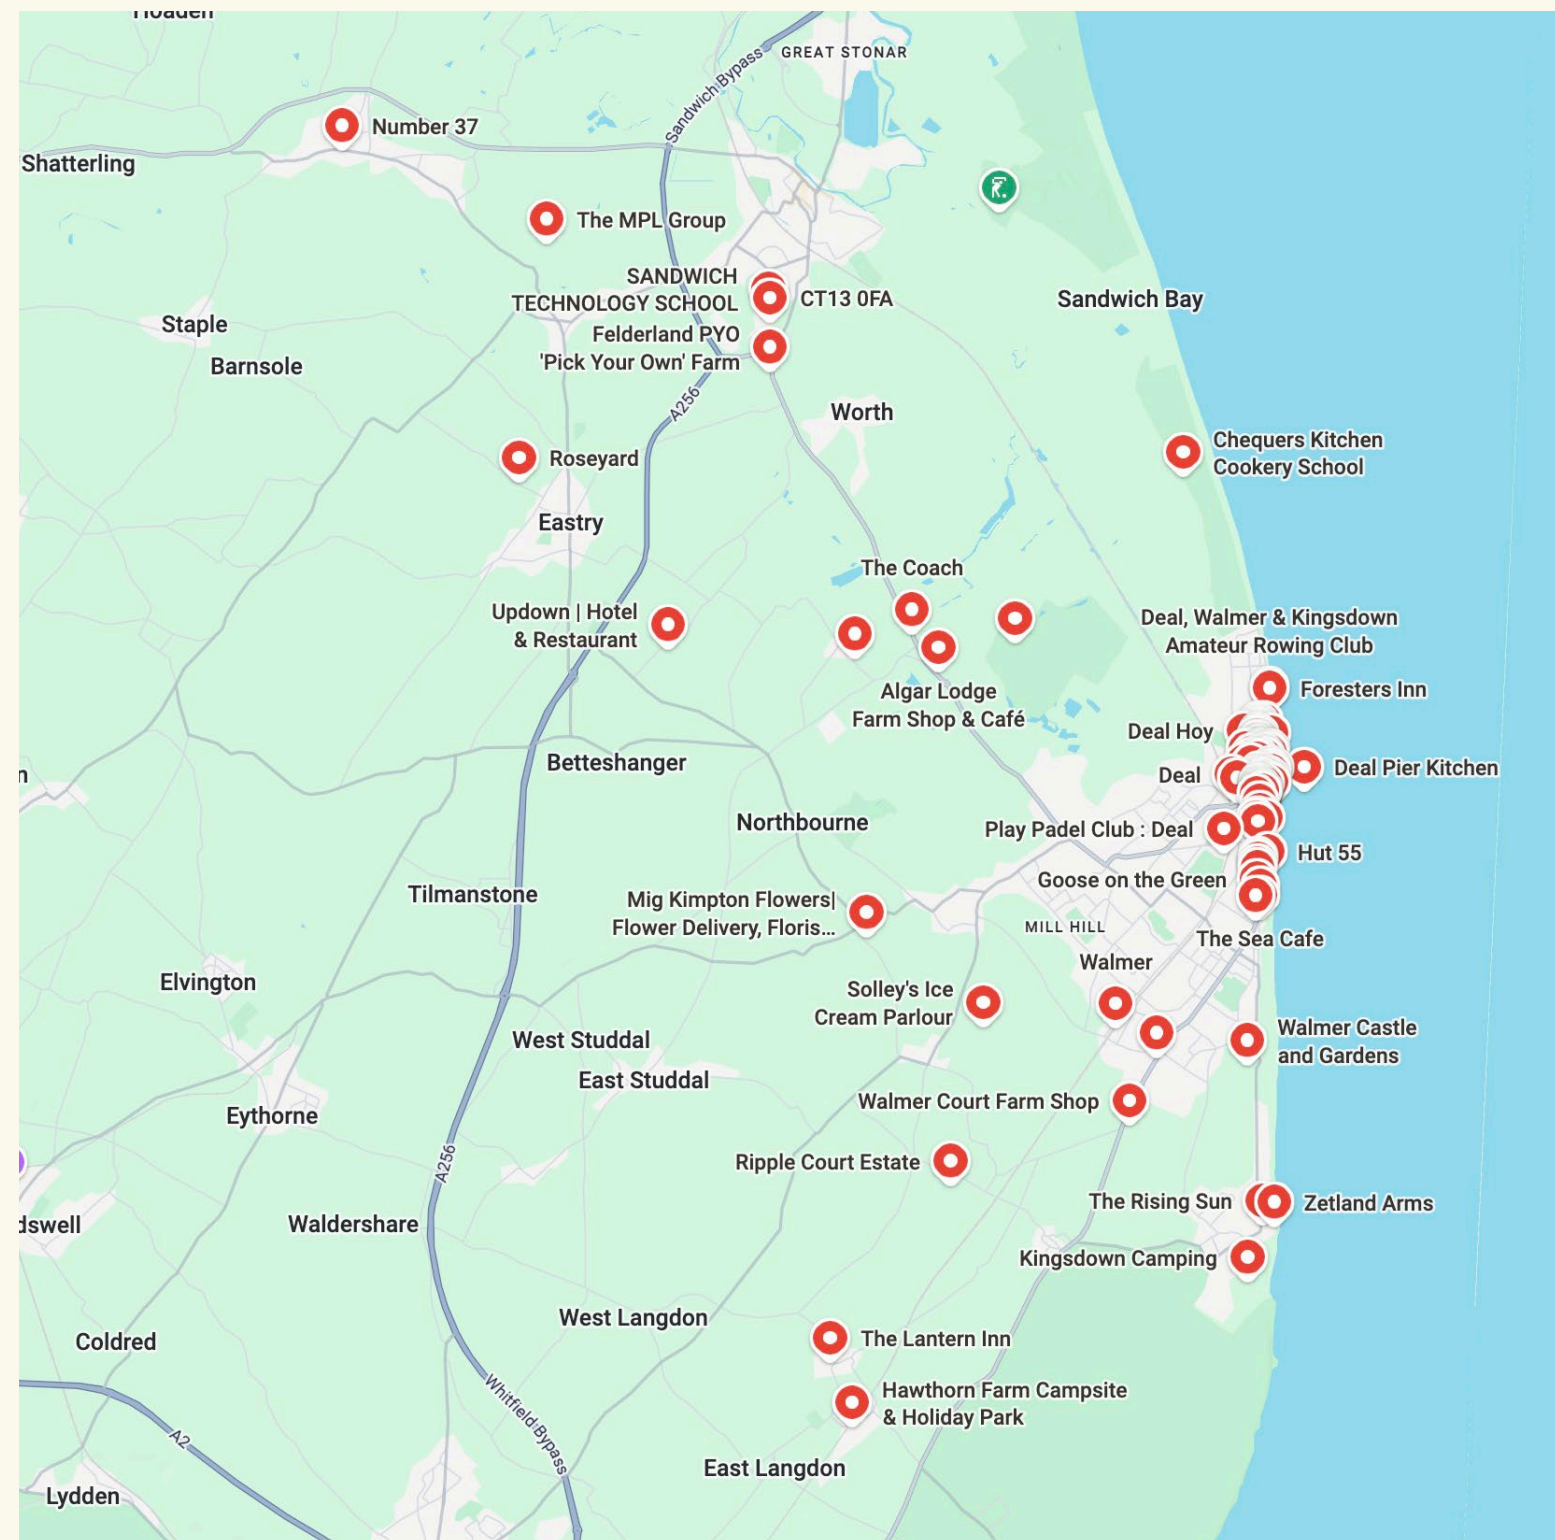 Hoaden
GREAT STONAR
Sandwich Bypass
Number 37
Shatterling
The MPL Group
SANDWICH
TECHNOLOGY SCHOOL
CT13 0FA
Sandwich Bay
Staple
Felderland PYO
'Pick Your Own' Farm
Barnsole
A256
Worth
Chequers Kitchen
Cookery School
Roseyard
Eastry
The Coach
Updown | Hotel
& Restaurant
Deal, Walmer & Kingsdown
Amateur Rowing Club
Algar Lodge
Farm Shop & Café
Foresters Inn
Deal Hoy
Betteshanger
n
Deal
Deal Pier Kitchen
Northbourne
Play Padel Club : Deal
Hut 55
Goose on the Green
Tilmanstone
Mig Kimpton Flowers|
Flower Delivery, Floris...
MILL HILL
The Sea Cafe
Walmer
Elvington
Solley's Ice
Cream Parlour
West Studdal
Walmer Castle
and Gardens
East Studdal
Eythorne
Walmer Court Farm Shop
A256
Ripple Court Estate
The Rising Sun
Zetland Arms
dswell
Waldershare
Kingsdown Camping
West Langdon
Coldred
The Lantern Inn
Whitfield Bypass
Hawthorn Farm Campsite
& Holiday Park
A2
East Langdon
Lydden